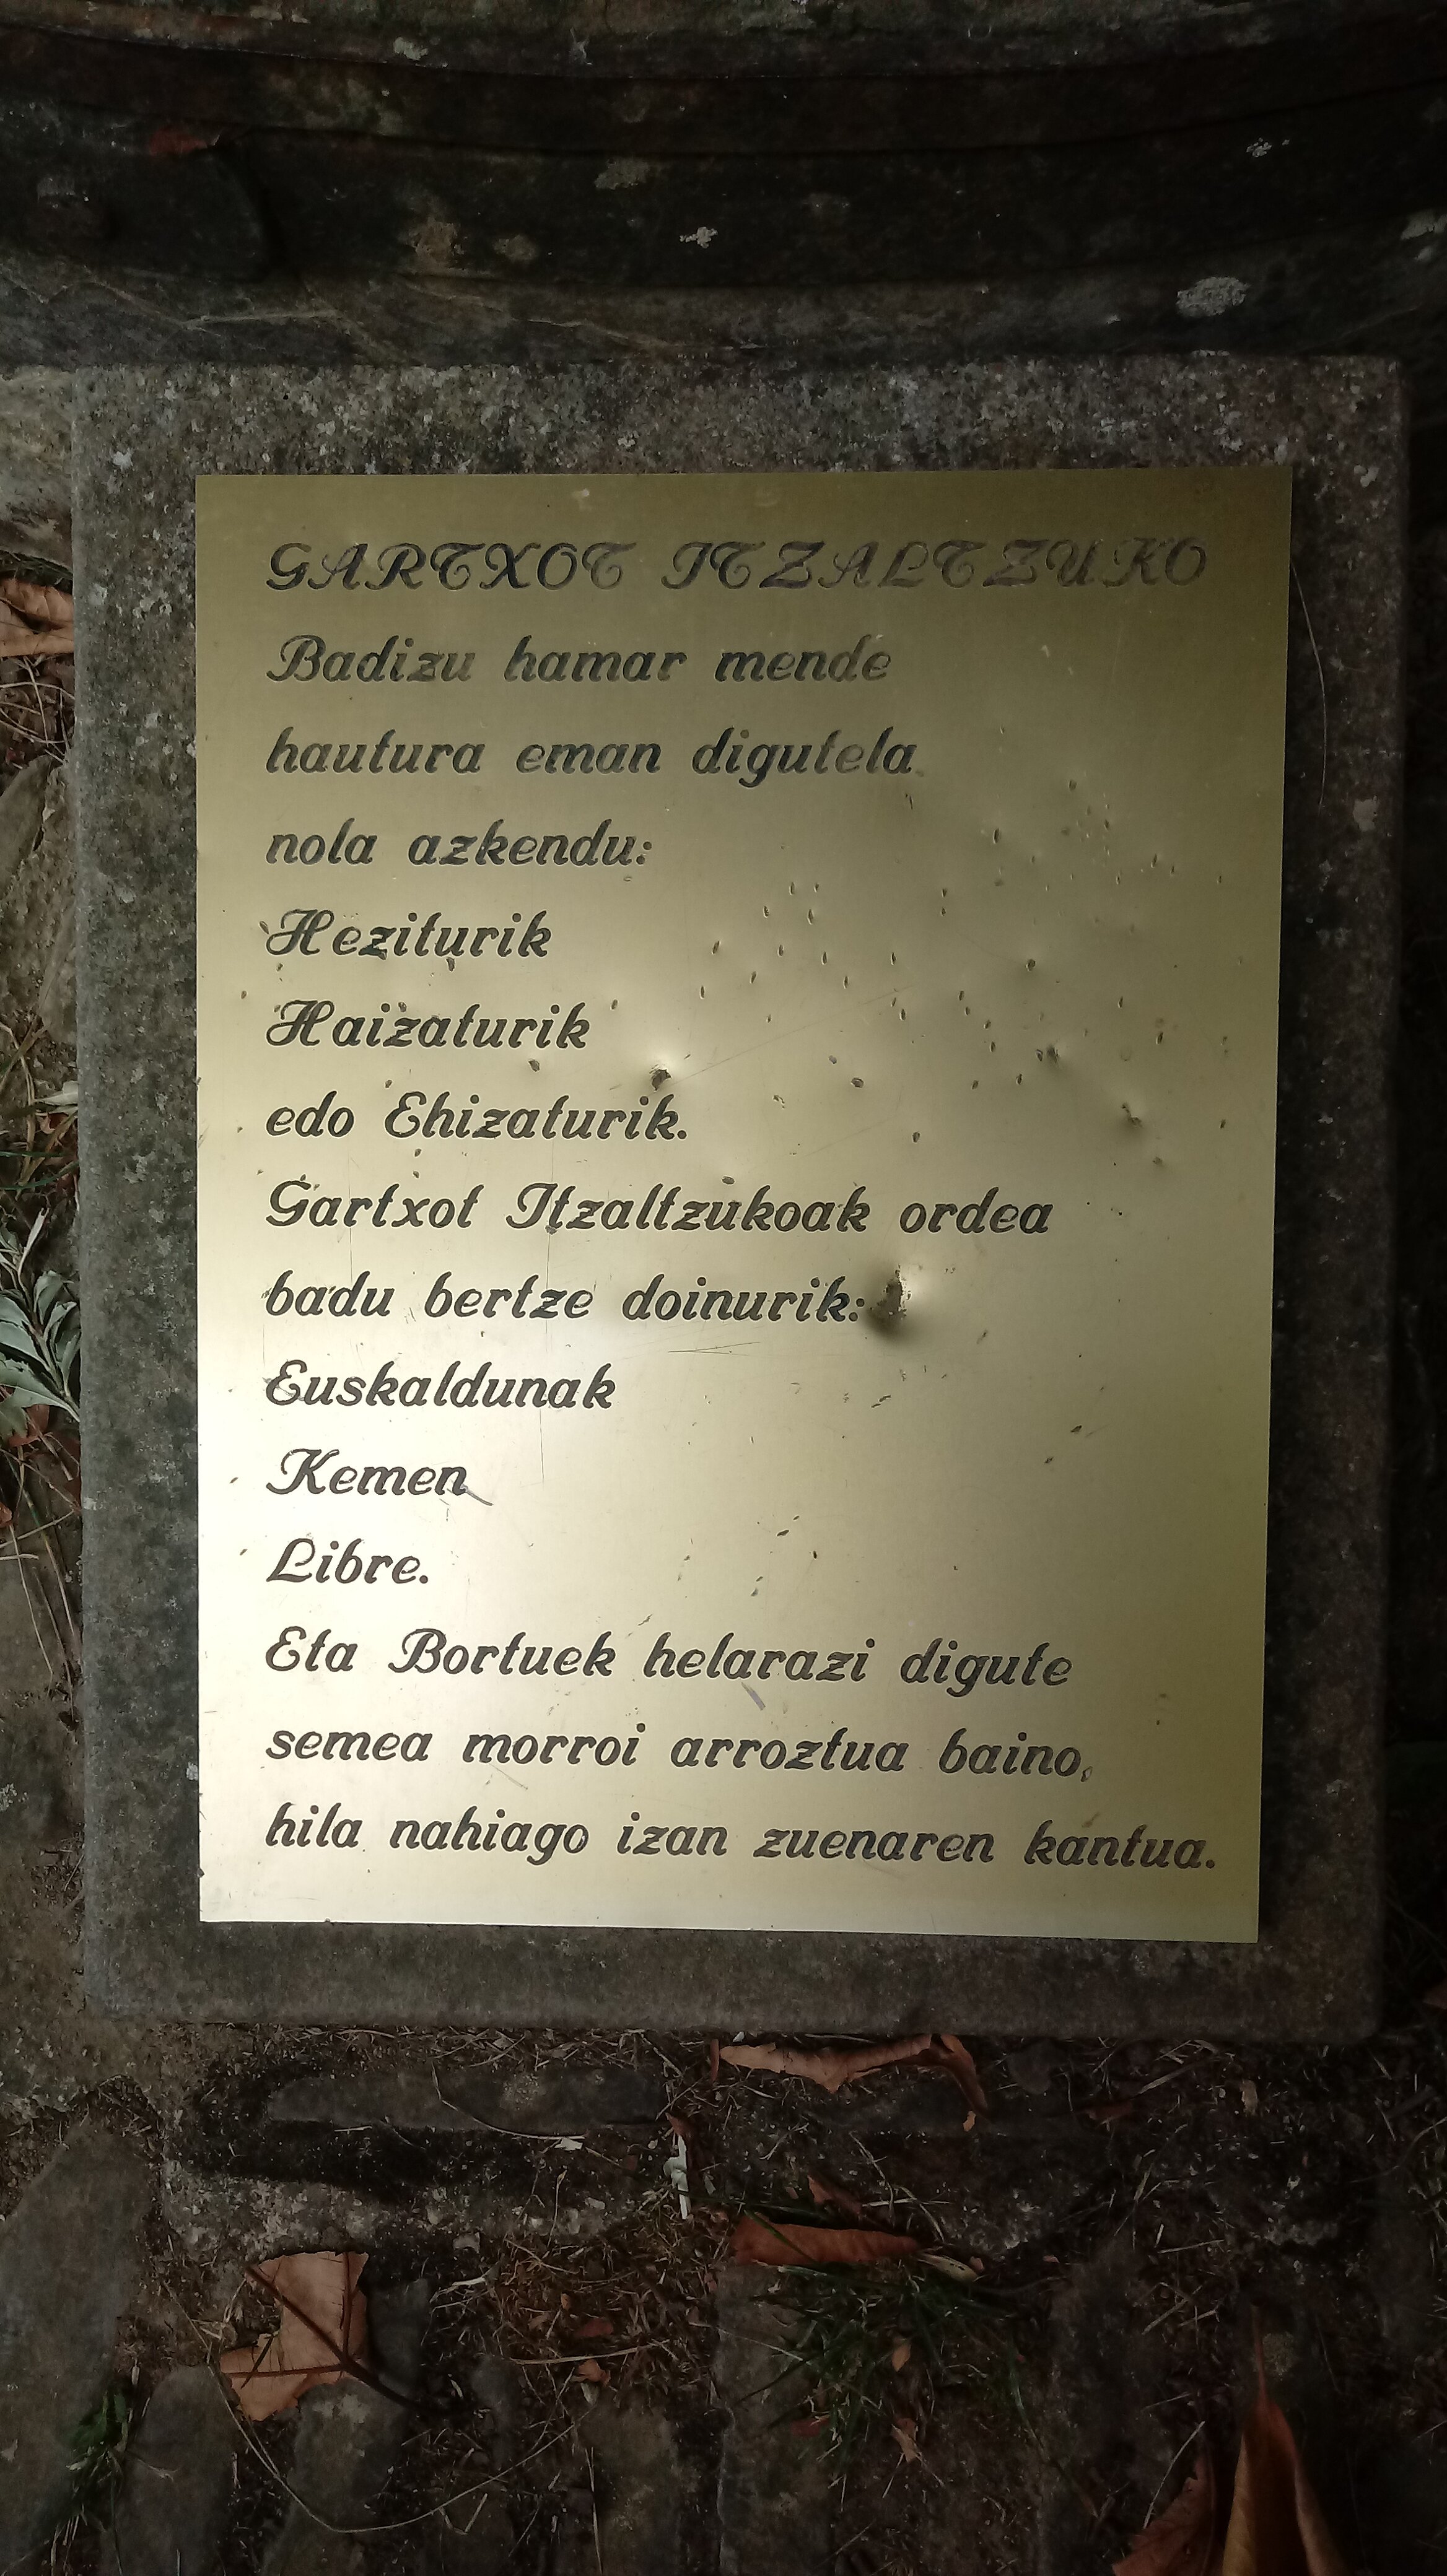 GARTXOT ITZALTZUKO
Badizu hamar mende
hautura eman digutela
nola azkendu:
Heziturik
Haizaturik
edo Ehizaturik.
Gartxot Itzaltzukoak ordea
badu bertze doinurik:
Euskaldunak
Kemen
Libre.
Eta Bortuek helarazi digute
semea morroi arroztua baino,
hila nahiago izan zuenaren kantua.